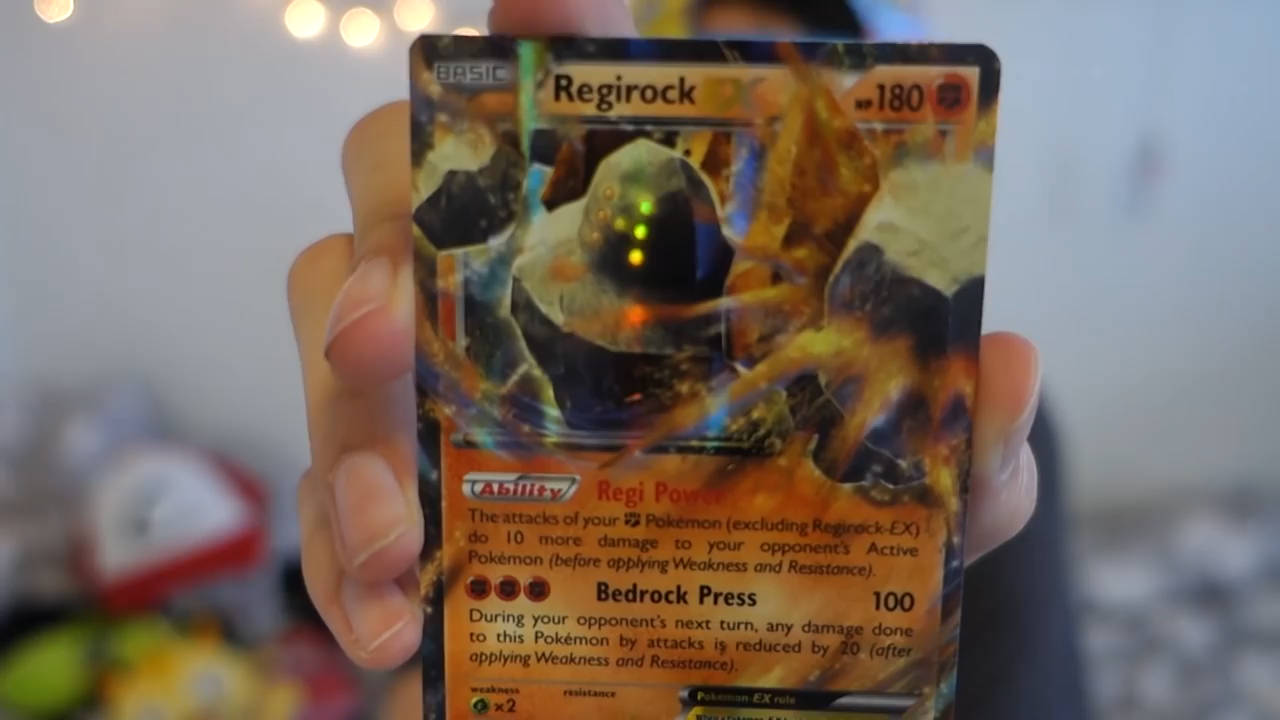 BASIC Regirock EX HP180
Ability Regi Power
The attacks of your Pokémon (excluding Regirock-EX)
do 10 more damage to your opponent's Active
Pokémon (before applying Weakness and Resistance).
Bedrock Press 100
During your opponent's next turn, any damage done
to this Pokémon by attacks is reduced by 20 (after
applying Weakness and Resistance).
weakness resistance Pokémon-EX rule
x2